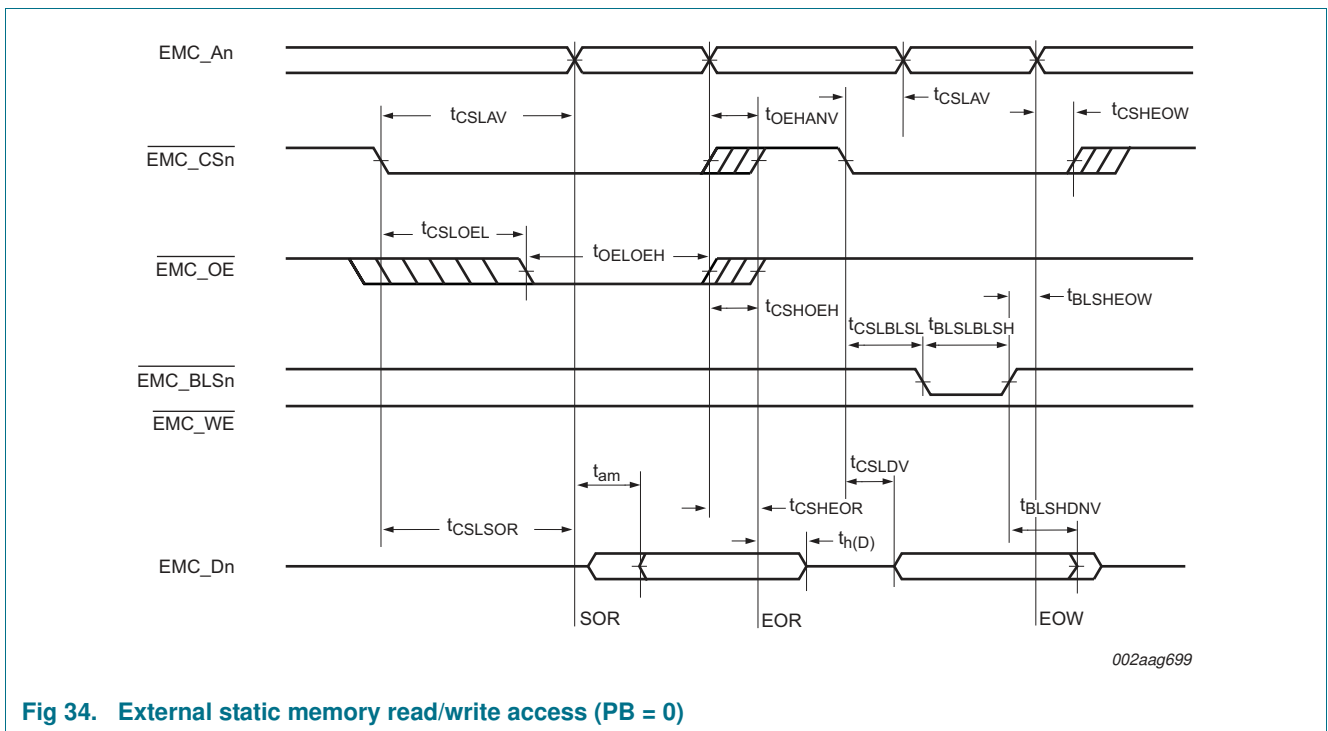 EMC_An
tCSLAV
tOEHANV
tCSLAV
tCSHEOW
EMC_CSn
tCSLOEL
tOELOEH
EMC_OE
tCSHOEH
tBLSHEOW
tCSLBLSL
tBLSLBLSH
EMC_BLSn
EMC_WE
tam
tCSLDV
tCSLSOR
tCSHEOR
tBLSHDNV
th(D)
EMC_Dn
SOR
EOR
EOW
002aag699
Fig 34. External static memory read/write access (PB = 0)